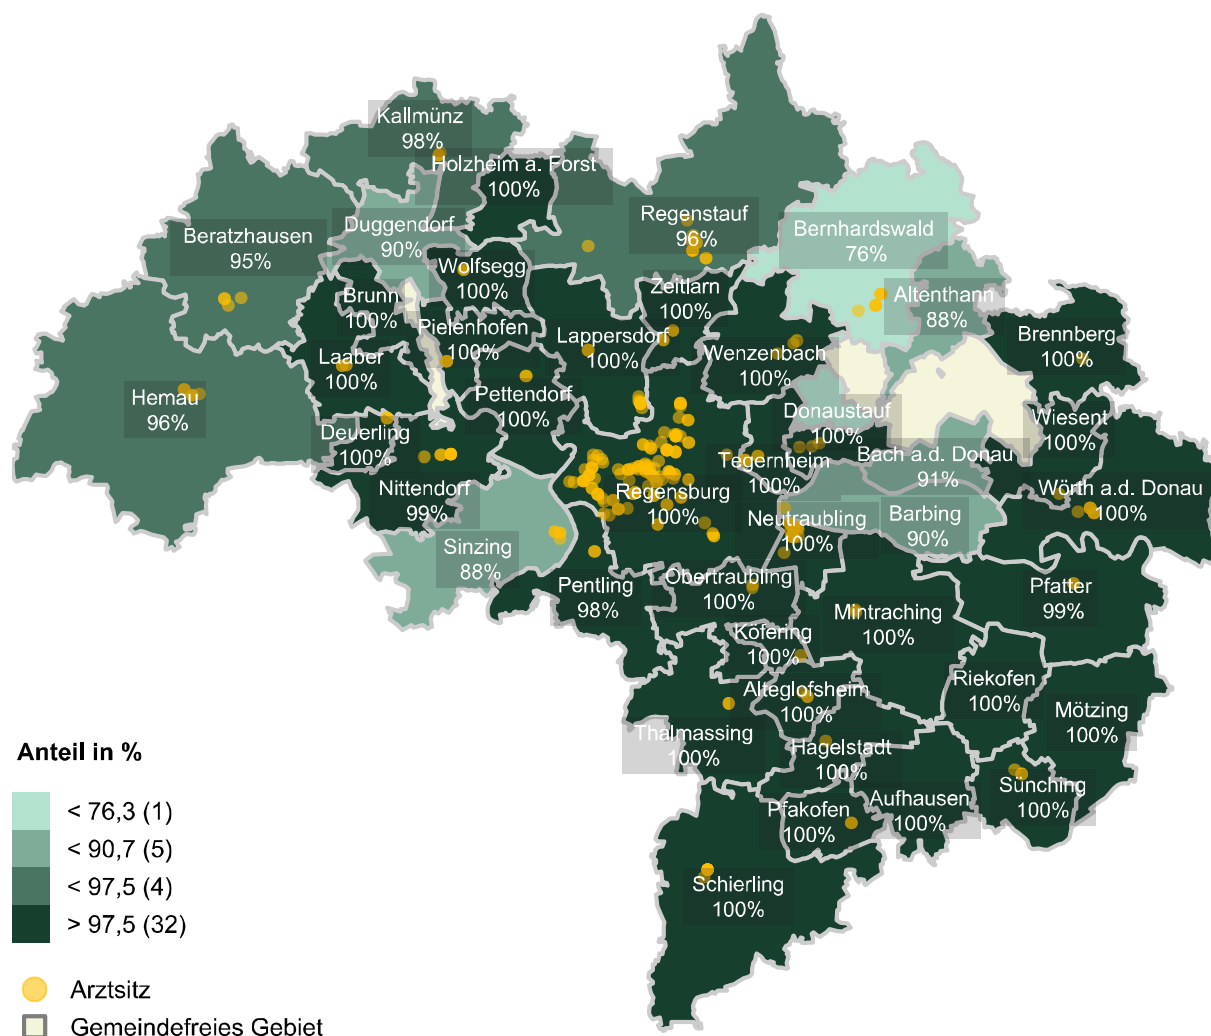 Kallmünz
98%
Holzheim a. Forst
100%
Regenstauf
96%
Duggendorf
90%
Bernhardswald
76%
Beratzhausen
95%
Wolfsegg
100%
Zeitlarn
100%
Altenthann
88%
Brunn
100%
Pielenhofen
100%
Lappersdorf
100%
Brennberg
100%
Laaber
100%
Wenzenbach
100%
Hemau
96%
Pettendorf
100%
Donaustauf
100%
Wiesent
100%
Deuerling
100%
Tegernheim
100%
Bach a.d. Donau
91%
Nittendorf
99%
Regensburg
100%
Wörth a.d. Donau
100%
Neutraubling
100%
Barbing
90%
Sinzing
88%
Pentling
98%
Obertraubling
100%
Pfatter
99%
Mintraching
100%
Köfering
100%
Riekofen
100%
Alteglofsheim
100%
Mötzing
100%
Thalmassing
100%
Hagelstadt
100%
Sünching
100%
Pfakofen
100%
Aufhausen
100%
Schierling
100%
Anteil in %
< 76,3 (1)
< 90,7 (5)
< 97,5 (4)
> 97,5 (32)
Arztsitz
Gemeindefreies Gebiet